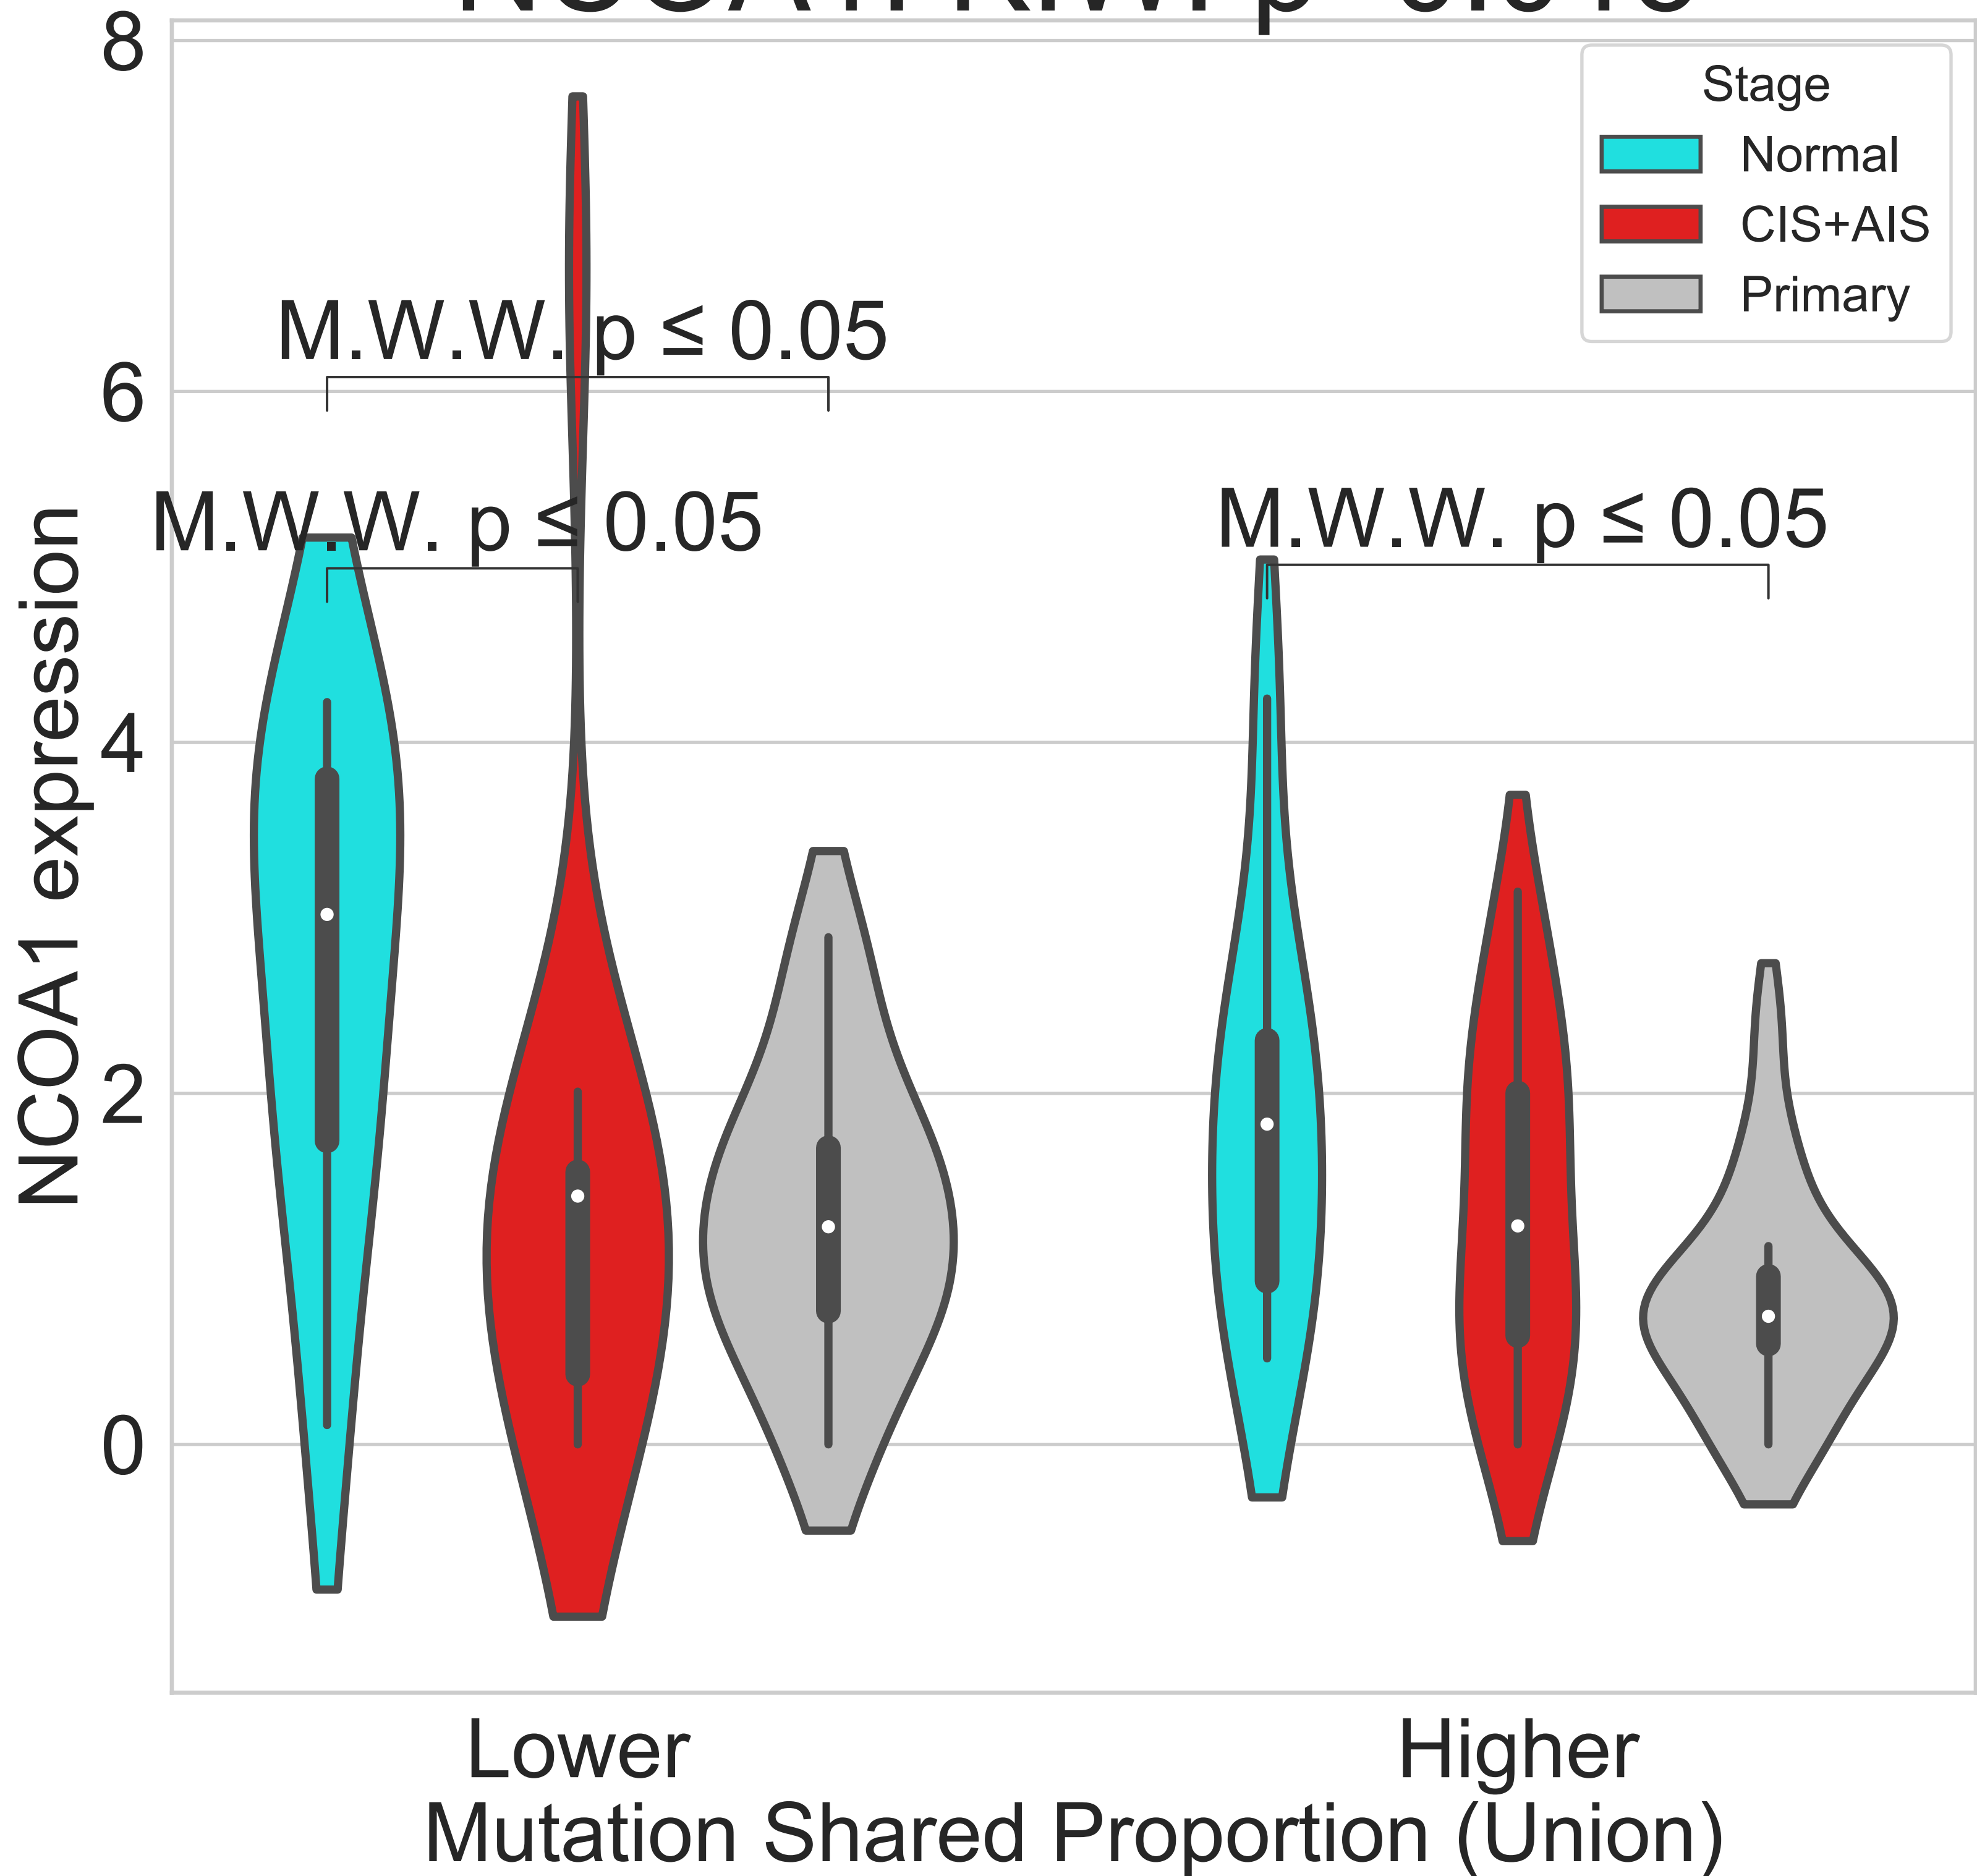 8
Stage
Normal
CIS+AIS
Primary
M.W.W. p ≤ 0.05
6
M.W.W. p ≤ 0.05
M.W.W. p ≤ 0.05
NCOA1 expression
4
2
0
Lower
Higher
Mutation Shared Proportion (Union)